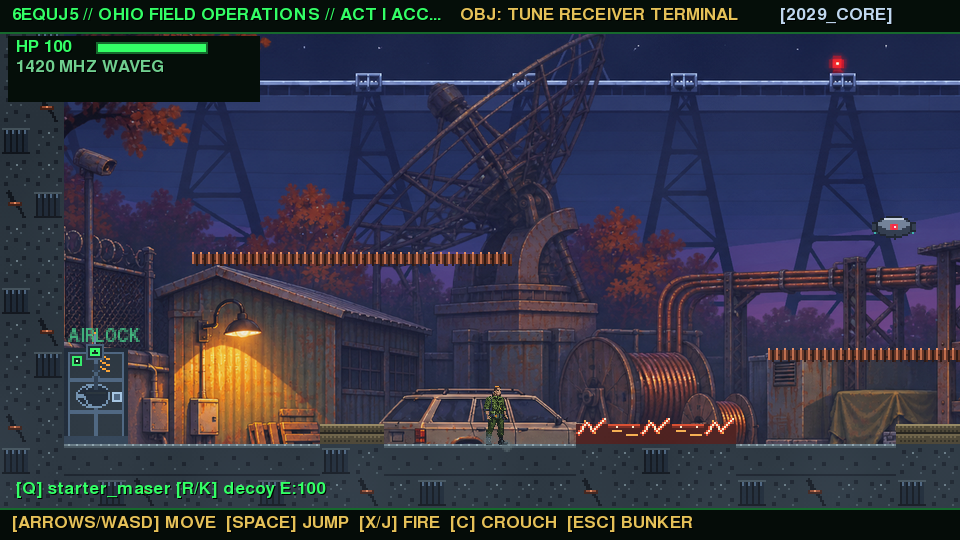 6EQUJ5 // OHIO FIELD OPERATIONS // ACT I ACC... OBJ: TUNE RECEIVER TERMINAL [2029_CORE]
HP 100
1420 MHZ WAVEG
AIRLOCK
[Q] starter_maser [R/K] decoy E:100
[ARROWS/WASD] MOVE [SPACE] JUMP [X/J] FIRE [C] CROUCH [ESC] BUNKER